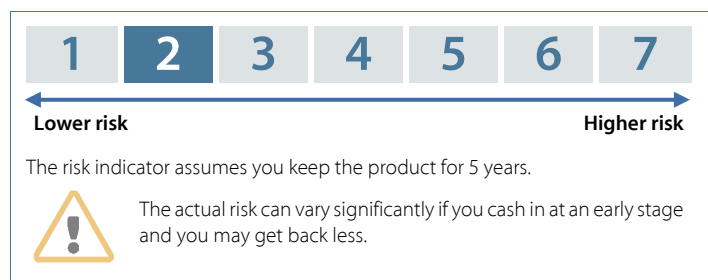 1 2 3 4 5 6 7
Lower risk Higher risk
The risk indicator assumes you keep the product for 5 years.
The actual risk can vary significantly if you cash in at an early stage
and you may get back less.